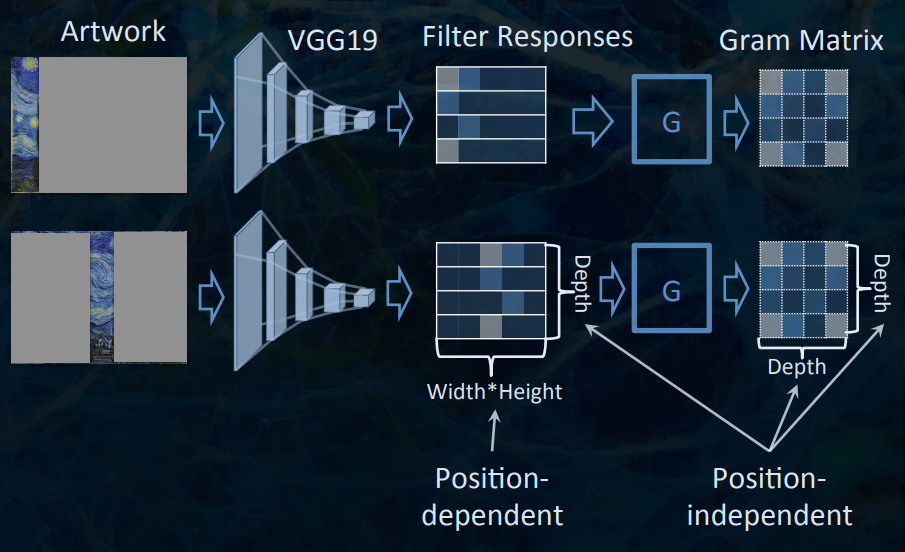 Artwork
VGG19
Filter Responses
Gram Matrix
G
Depth
G
Depth
Width*Height
Depth
Position-
dependent
Position-
independent